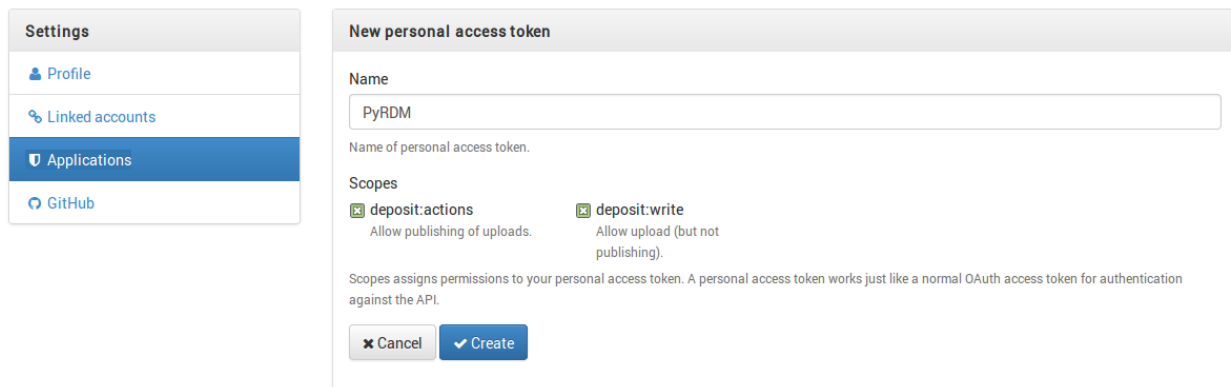 Settings
Profile
Linked accounts
Applications
GitHub
New personal access token
Name
PyRDM
Name of personal access token.
Scopes
deposit:actions
Allow publishing of uploads.
deposit:write
Allow upload (but not
publishing).
Scopes assigns permissions to your personal access token. A personal access token works just like a normal OAuth access token for authentication
against the API.
Cancel
Create